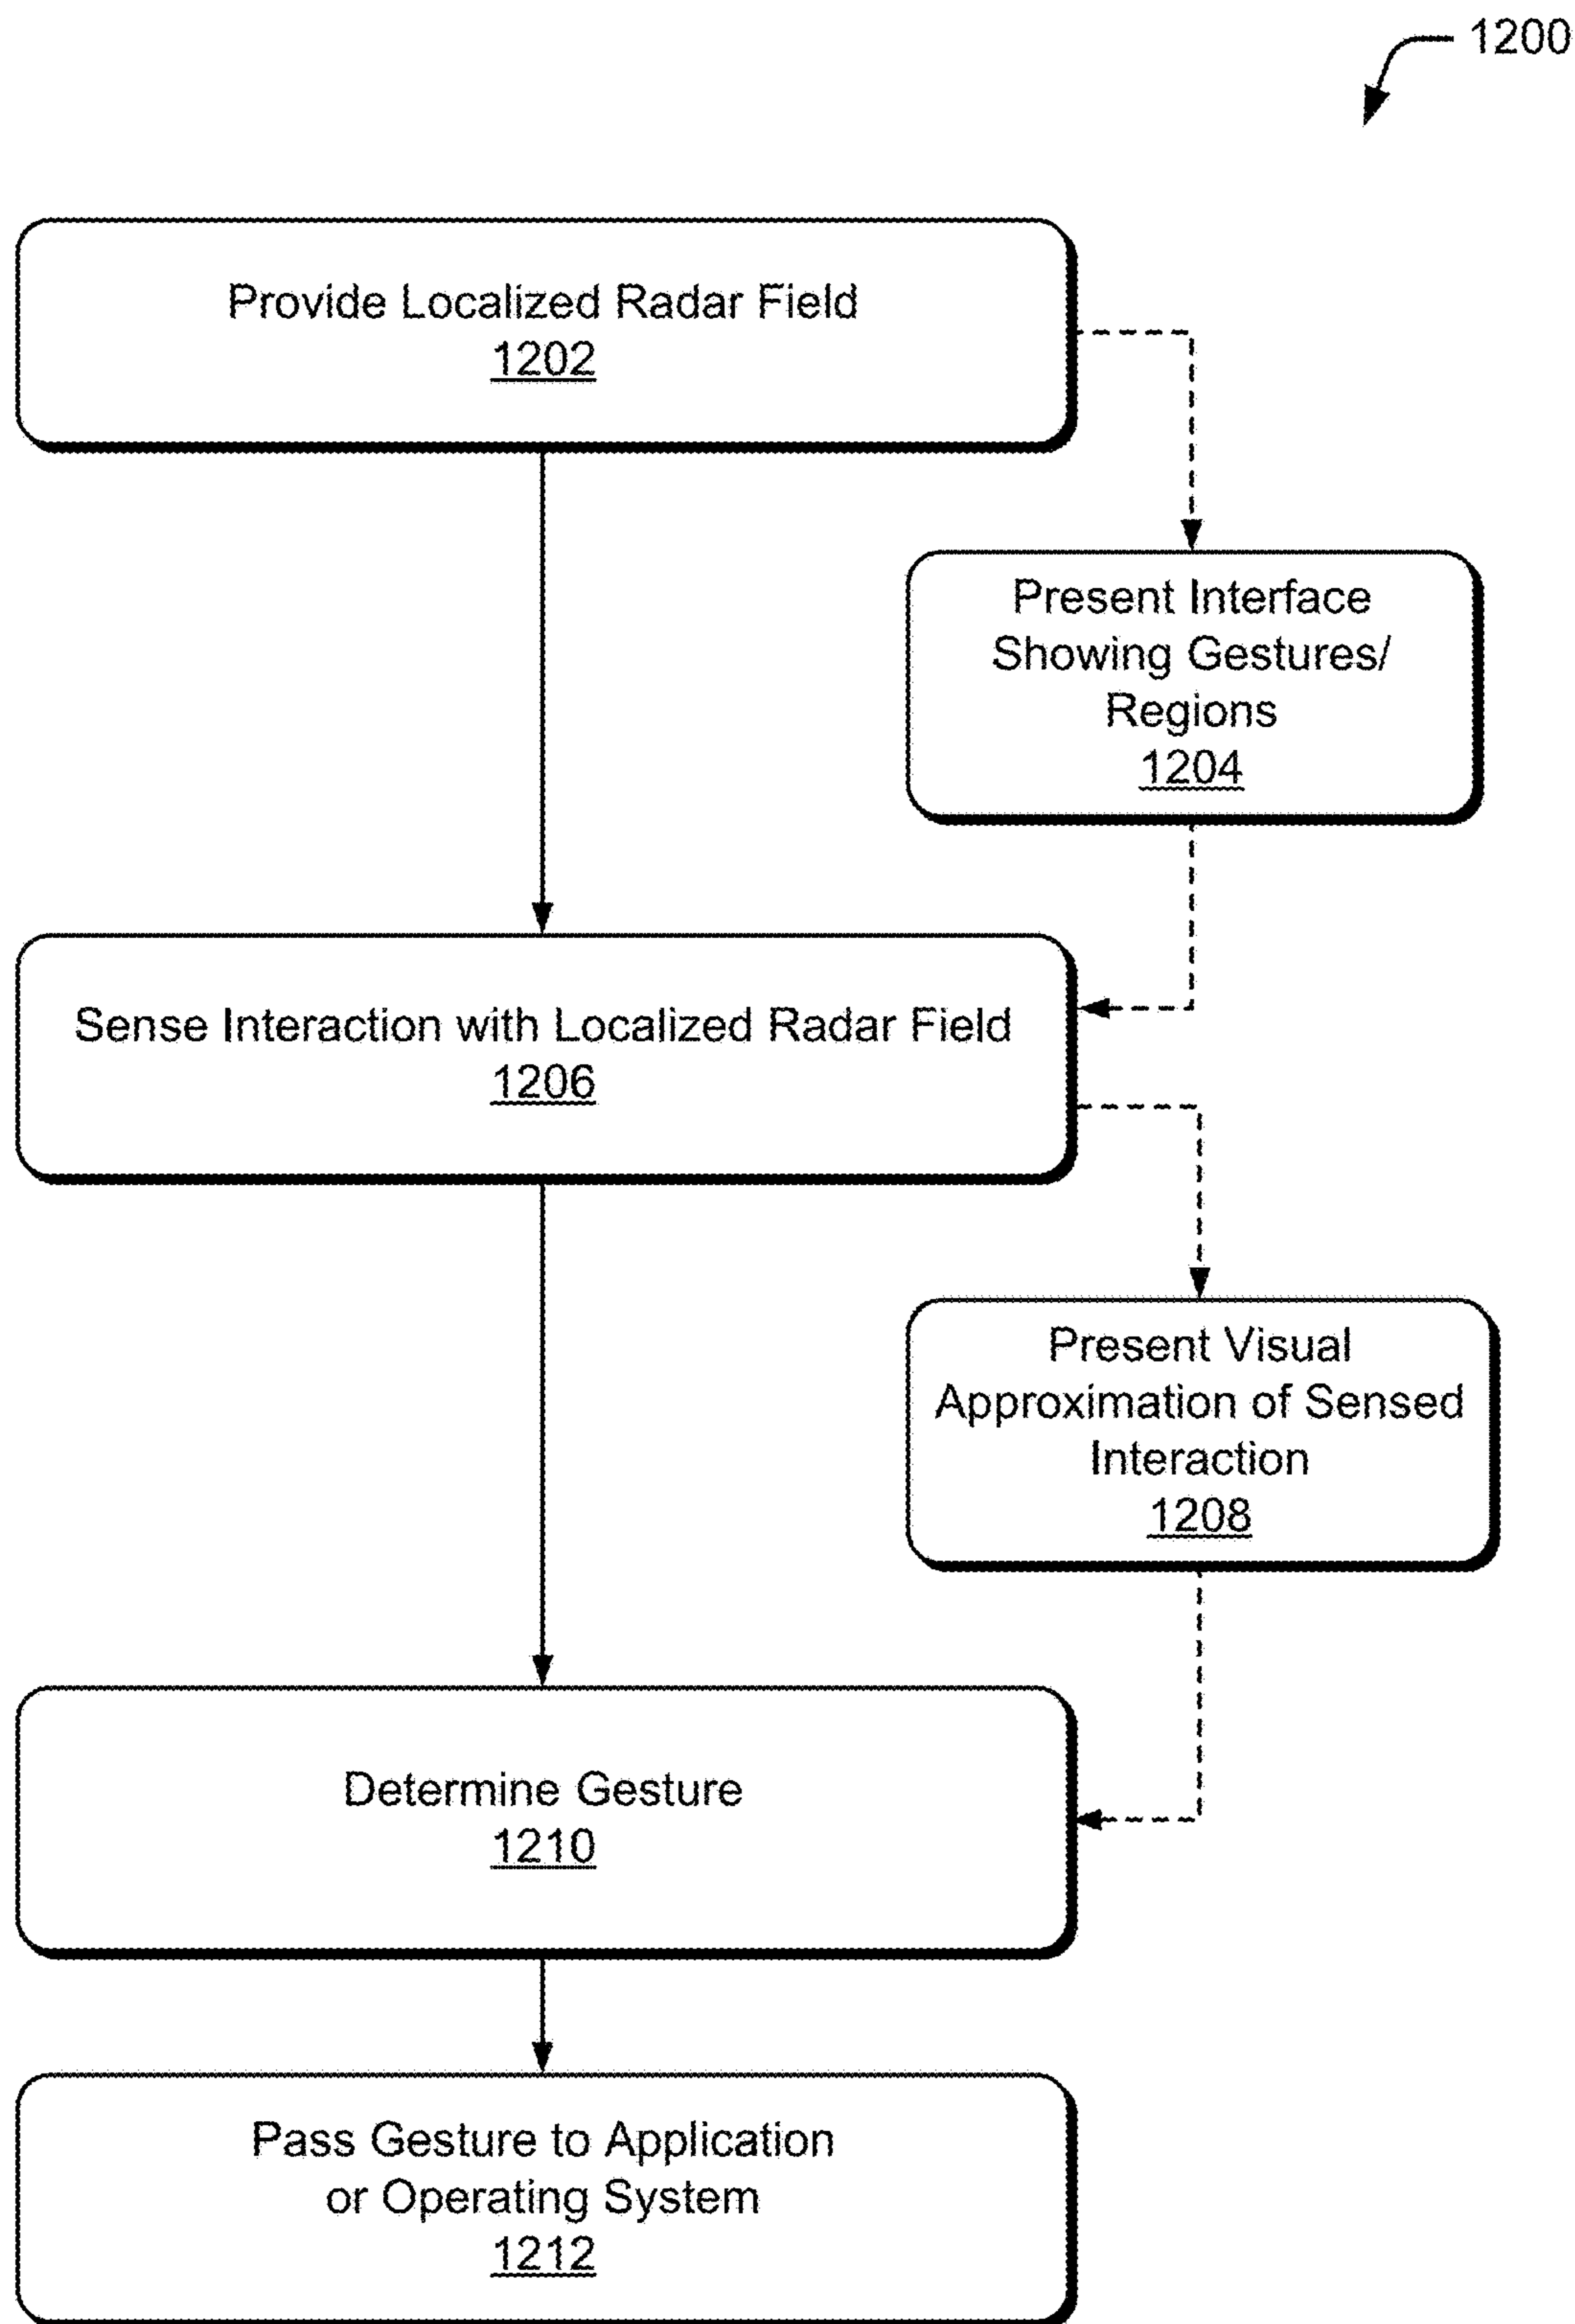 1200
Provide Localized Radar Field
1202
Present Interface
Showing Gestures/
Regions
1204
Sense Interaction with Localized Radar Field
1206
Present Visual
Approximation of Sensed
Interaction
1208
Determine Gesture
1210
Pass Gesture to Application
or Operating System
1212